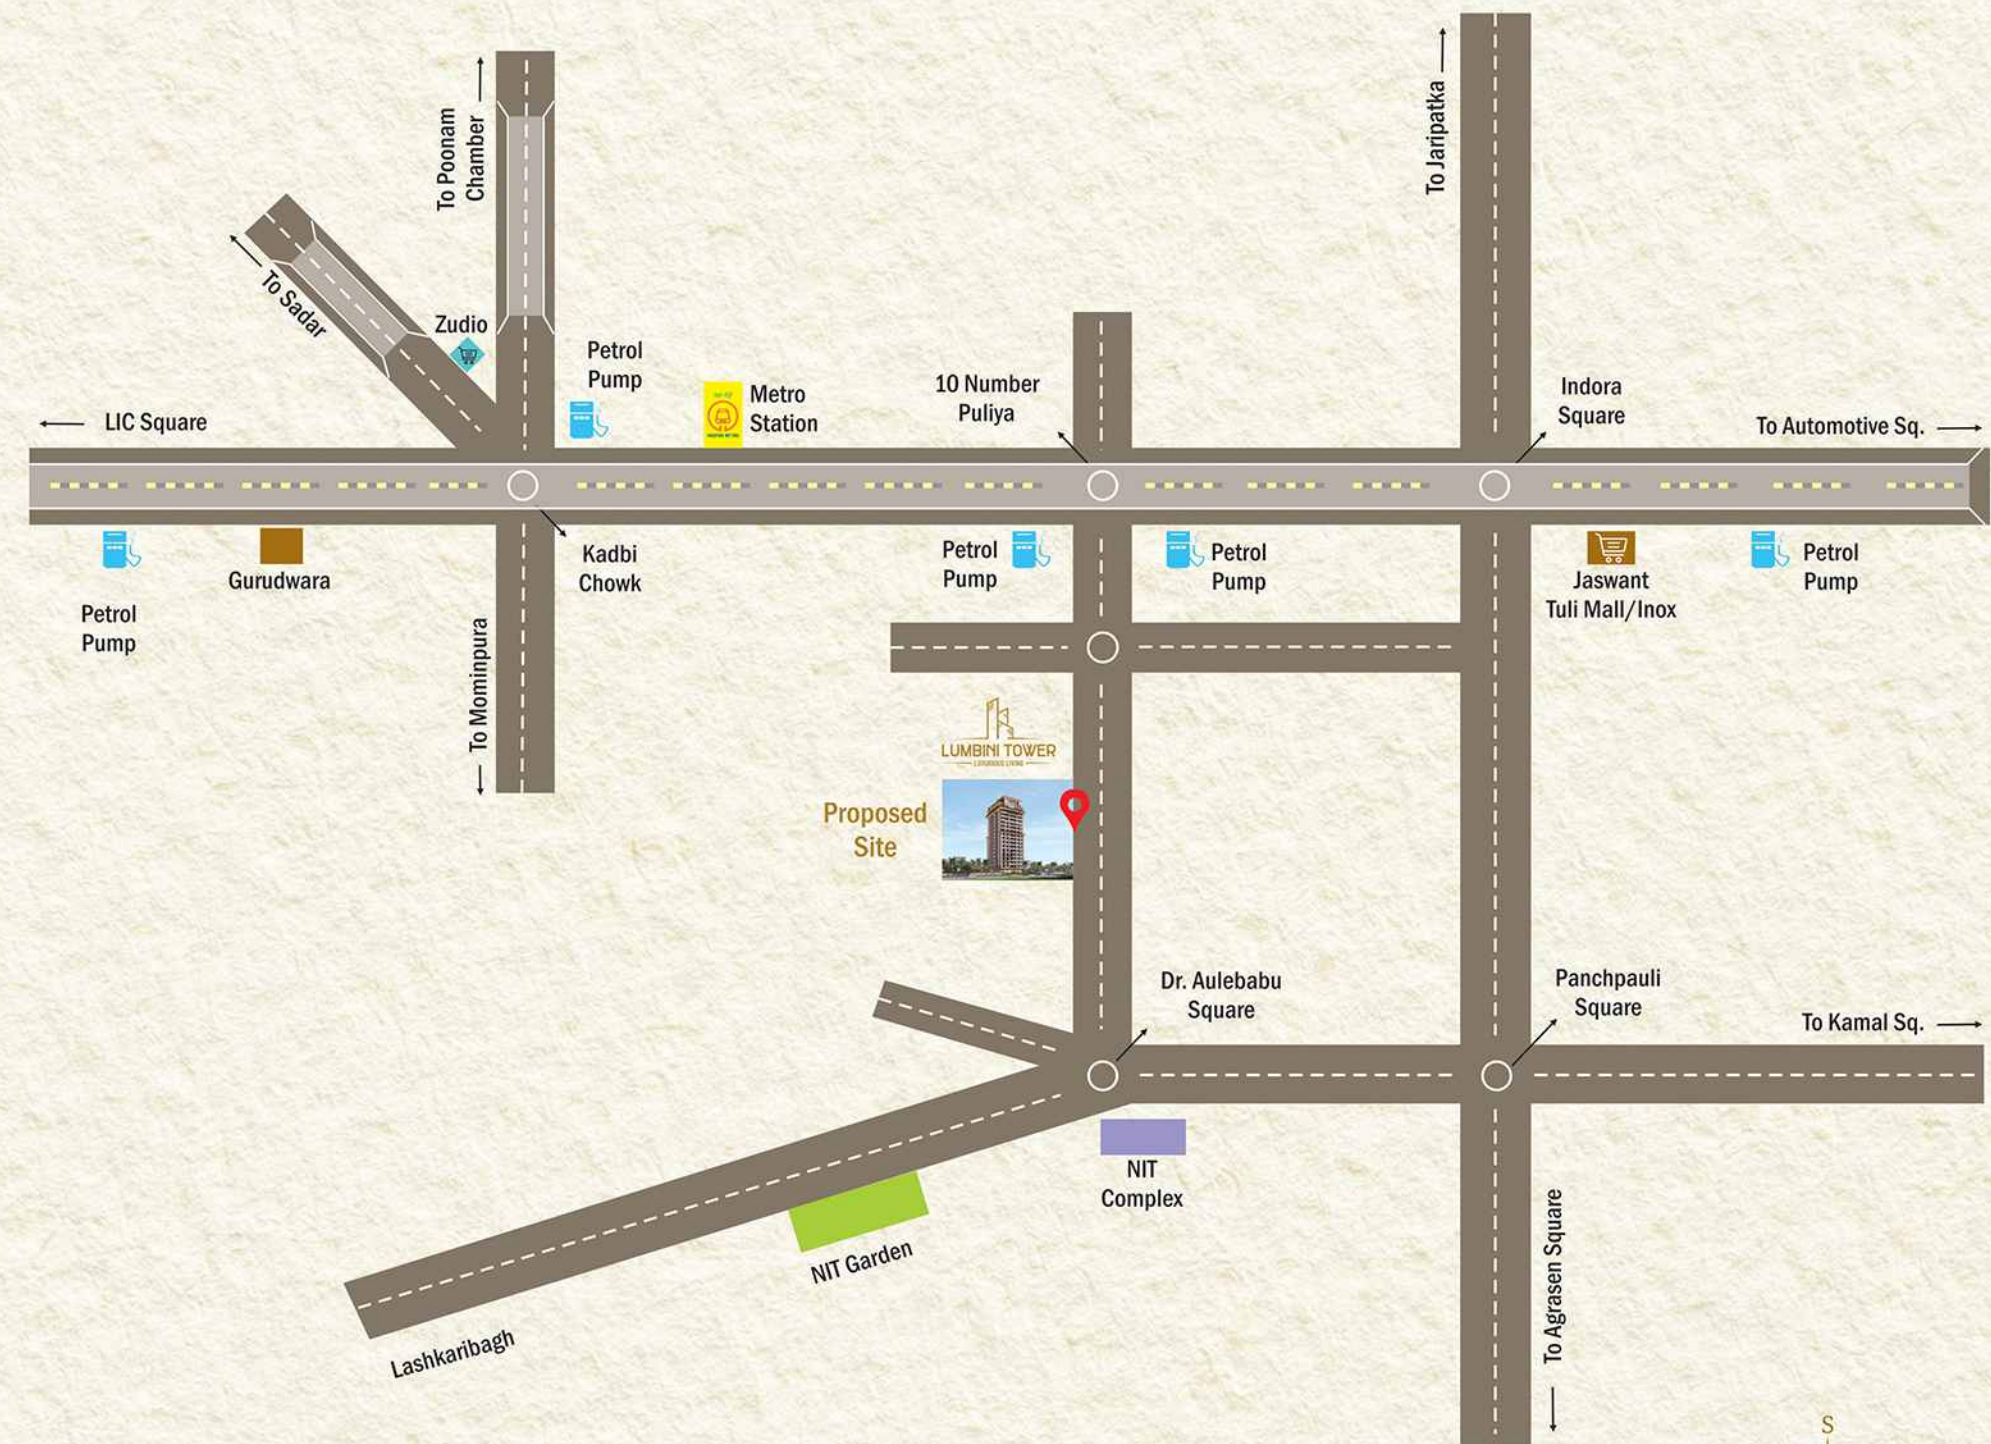 To Poonam
Chamber
To Jaripatka
To Sadar
Zudio
Petrol
Pump
Metro
Station
10 Number
Puliya
Indora
Square
LIC Square
To Automotive Sq.
Petrol
Pump
Gurudwara
Kadbi
Chowk
Petrol
Pump
Petrol
Pump
Jaswant
Tuli Mall/Inox
Petrol
Pump
To Mominpura
LUMBINI TOWER
LUXURIOUS LIVING
Proposed
Site
Dr. Aulebabu
Square
Panchpauli
Square
To Kamal Sq.
NIT
Complex
NIT Garden
Lashkaribagh
To Agrasen Square
S